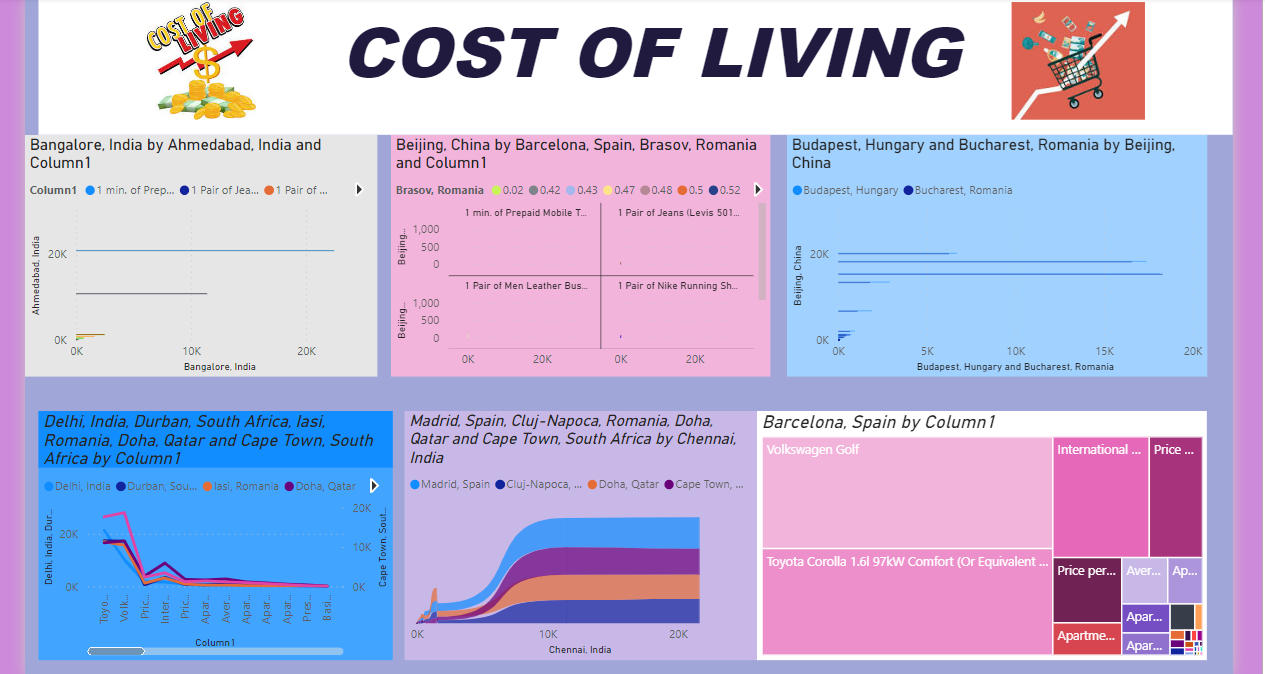 COST OF
LIVING
$
COST OF LIVING
Bangalore, India by Ahmedabad, India and
Column1
Column1 1 min. of Prep... 1 Pair of Jea... 1 Pair of ...
Ahmedabad, India
20K
0K
0K 10K 20K
Bangalore, India
Beijing, China by Barcelona, Spain, Brasov, Romania
and Column1
Brasov, Romania 0.02 0.42 0.43 0.47 0.48 0.5 0.52
1 min. of Prepaid Mobile T... 1 Pair of Jeans (Levis 501...
Beijing...
1,000
500
0
1 Pair of Men Leather Bus... 1 Pair of Nike Running Sh...
Beijing...
1,000
500
0
0K 20K 0K 20K
Budapest, Hungary and Bucharest, Romania by Beijing,
China
Budapest, Hungary Bucharest, Romania
Beijing, China
20K
0K
0K 5K 10K 15K 20K
Budapest, Hungary and Bucharest, Romania
Delhi, India, Durban, South Africa, Iasi,
Romania, Doha, Qatar and Cape Town, South
Africa by Column1
Delhi, India Durban, Sou... Iasi, Romania Doha, Qatar
Delhi, India, Dur...
20K
0K
20K
10K
0K
Cape Town, Sout...
Toyo... Volk... Pric... Inter... Pric... Apar... Aver... Apar... Apar... Apar... Pres... Basi...
Column1
Madrid, Spain, Cluj-Napoca, Romania, Doha,
Qatar and Cape Town, South Africa by Chennai,
India
Madrid, Spain Cluj-Napoca, ... Doha, Qatar Cape Town, ...
0K 10K 20K
Chennai, India
Barcelona, Spain by Column1
Volkswagen Golf
Toyota Corolla 1.6l 97kW Comfort (Or Equivalent ...
International ...
Price ...
Price per...
Aver...
Ap...
Apartme...
Apar...
Apar...